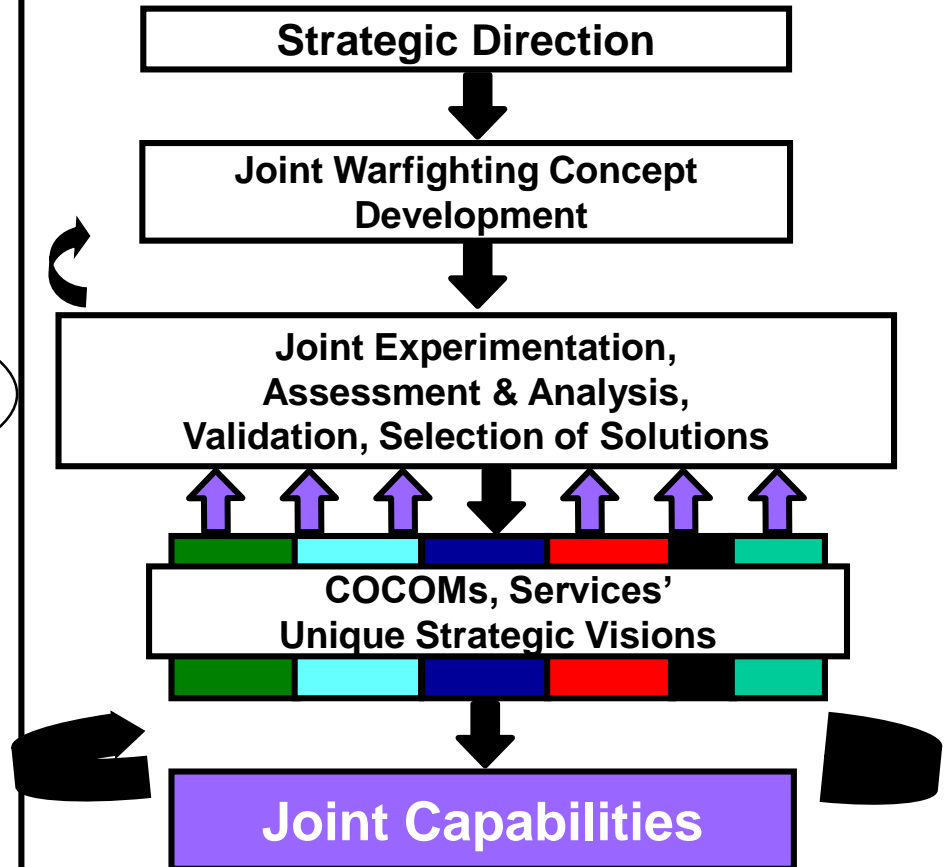 Strategic Direction
Joint Warfighting Concept
Development
Joint Experimentation,
Assessment & Analysis,
Validation, Selection of Solutions
COCOMs, Services’
Unique Strategic Visions
Joint Capabilities